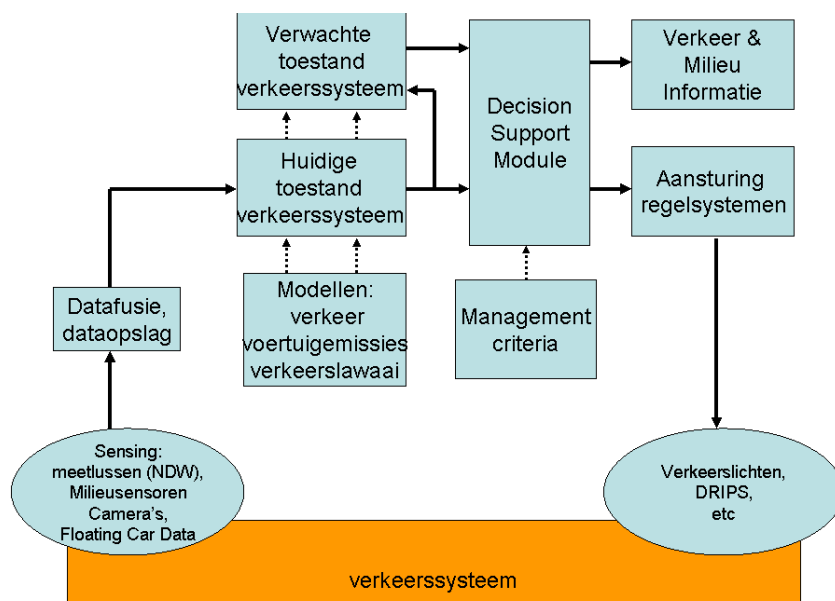 Verwachte
toestand
verkeerssysteem
Decision
Support
Module
Verkeer &
Milieu
Informatie
Huidige
toestand
verkeerssysteem
Aansturing
regelsystemen
Datafusie,
dataopslag
Modellen:
verkeer
voertuigemissies
verkeerslawaai
Management
criteria
Sensing:
meetlussen (NDW),
Milieusensoren
Camera's,
Floating Car Data
Verkeerslichten,
DRIPS,
etc
verkeerssysteem